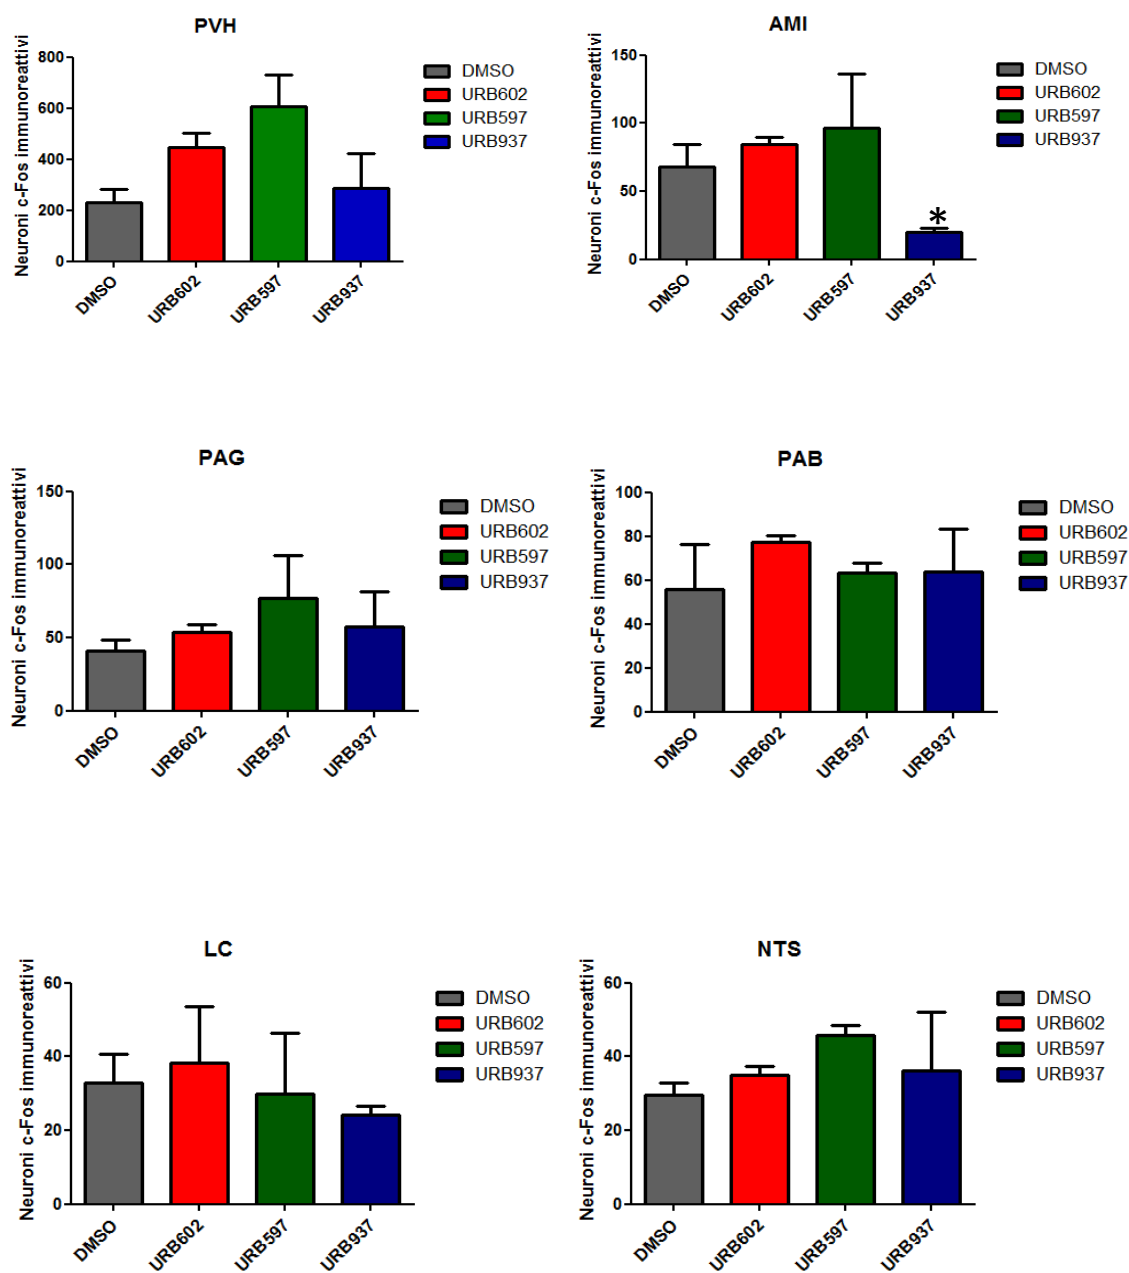 PVH
Neuroni c-Fos immunoreattivi
800
600
400
200
0
DMSO
URB602
URB597
URB937
DMSO
URB602
URB597
URB937
AMI
Neuroni c-Fos immunoreattivi
150
100
50
0
*
DMSO
URB602
URB597
URB937
DMSO
URB602
URB597
URB937
PAG
Neuroni c-Fos immunoreattivi
150
100
50
0
DMSO
URB602
URB597
URB937
DMSO
URB602
URB597
URB937
PAB
Neuroni c-Fos immunoreattivi
100
80
60
40
20
0
DMSO
URB602
URB597
URB937
DMSO
URB602
URB597
URB937
LC
Neuroni c-Fos immunoreattivi
60
40
20
0
DMSO
URB602
URB597
URB937
DMSO
URB602
URB597
URB937
NTS
Neuroni c-Fos immunoreattivi
60
40
20
0
DMSO
URB602
URB597
URB937
DMSO
URB602
URB597
URB937